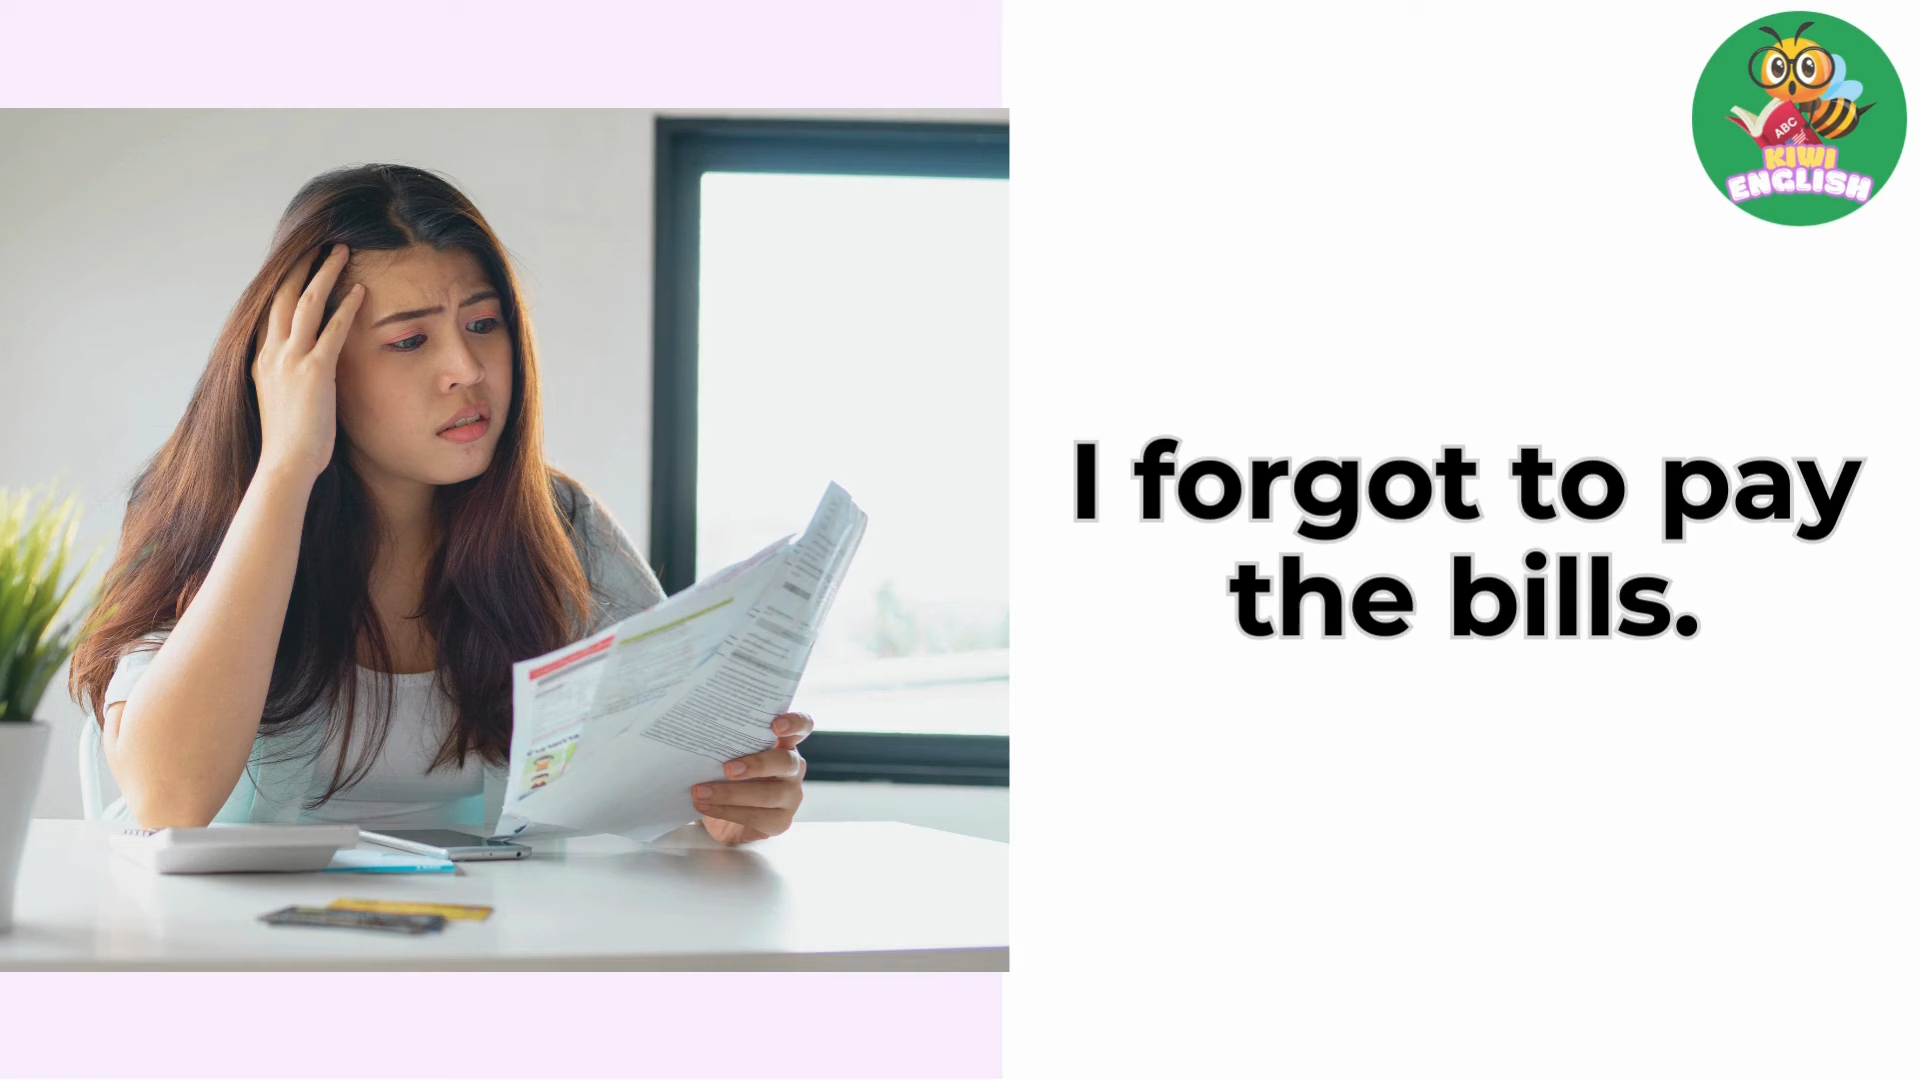 ABC
KIWI
ENGLISH
I forgot to pay
the bills.